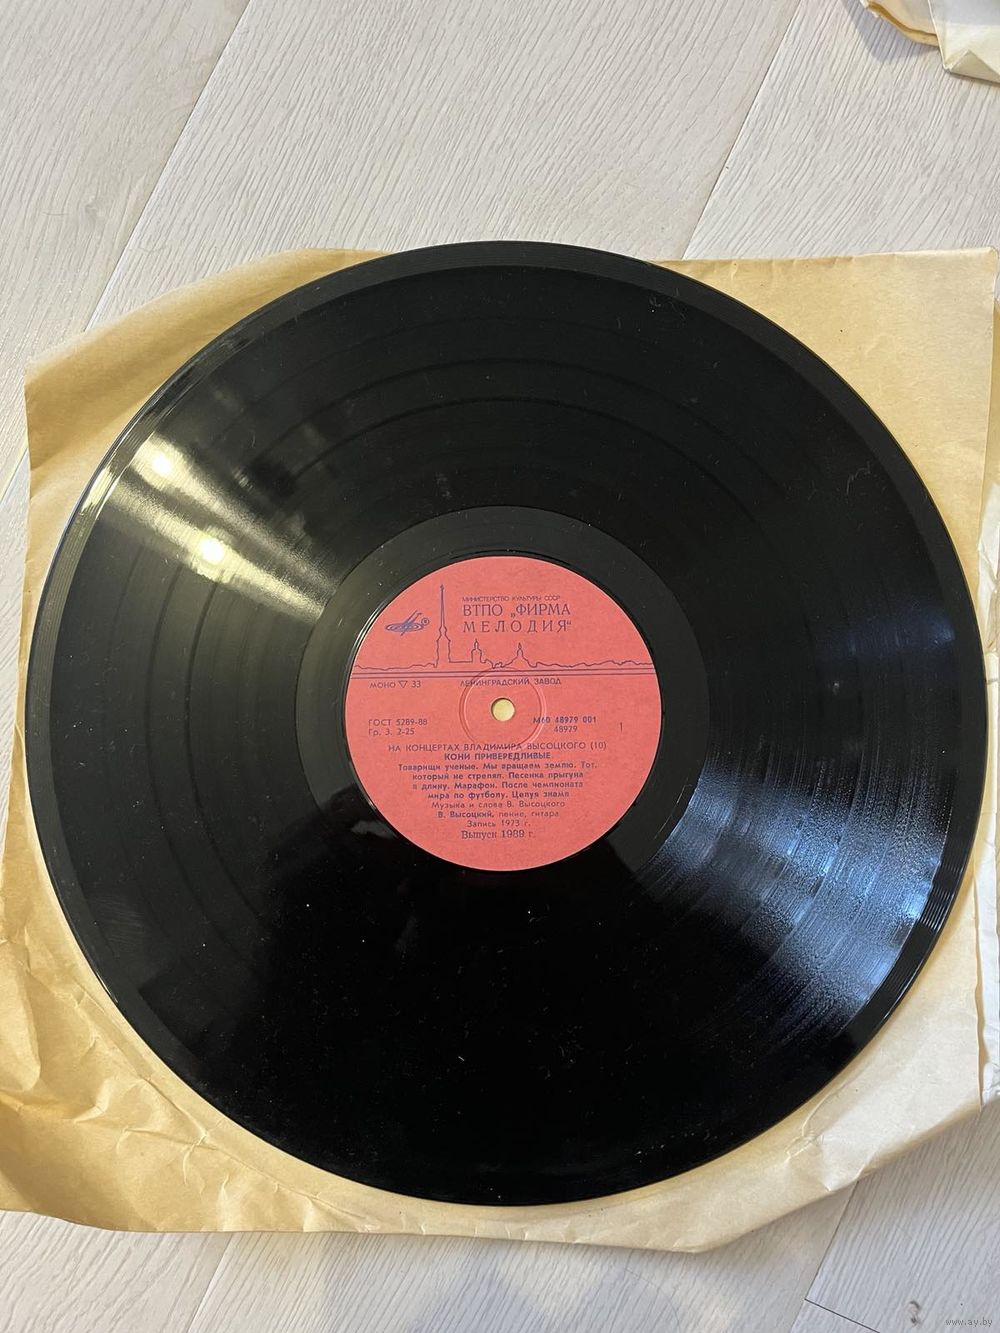 МИНИСТЕРСТВО КУЛЬТУРЫ СССР
ВТПО „ФИРМА
МЕЛОДИЯ“
МОНО ▽ 33
ЛЕНИНГРАДСКИЙ ЗАВОД
ГОСТ 5289-88
Гр. 3. 2-25
М60 48979 001
48979
1
НА КОНЦЕРТАХ ВЛАДИМИРА ВЫСОЦКОГО (10)
КОНИ ПРИВЕРЕДЛИВЫЕ
Товарищи ученые. Мы вращаем землю. Тот,
который не стрелял. Песенка прыгуна
в длину. Марафон. После чемпионата
мира по футболу. Целуя знамя
Музыка и слова В. Высоцкого
В. Высоцкий, пение, гитара
Запись 1973 г.
Выпуск 1989 г.
www.ay.by